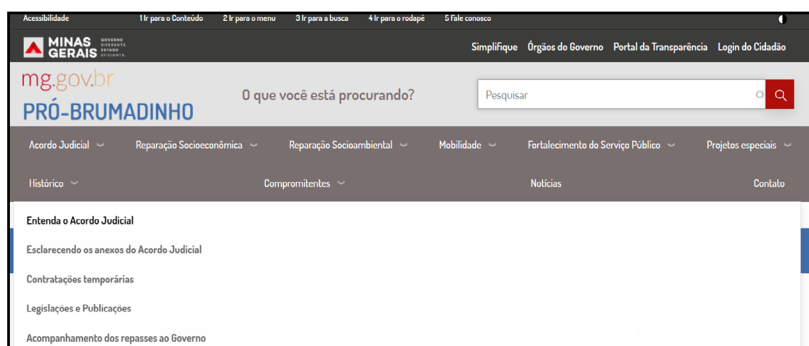 Acessibilidade 1 Ir para o Conteúdo 2 Ir para o menu 3 Ir para a busca 4 Ir para o rodapé 5 Fale conosco
MINAS GERAIS GOVERNO DIFERENTE. ESTADO EFICIENTE.
Simplifique Órgãos do Governo Portal da Transparência Login do Cidadão
mg.gov.br
PRÓ-BRUMADINHO
O que você está procurando?
Pesquisar
Acordo Judicial Reparação Socioeconômica Reparação Socioambiental Mobilidade Fortalecimento do Serviço Público Projetos especiais
Histórico Compromitentes Notícias Contato
Entenda o Acordo Judicial
Esclarecendo os anexos do Acordo Judicial
Contratações temporárias
Legislações e Publicações
Acompanhamento dos repasses ao Governo